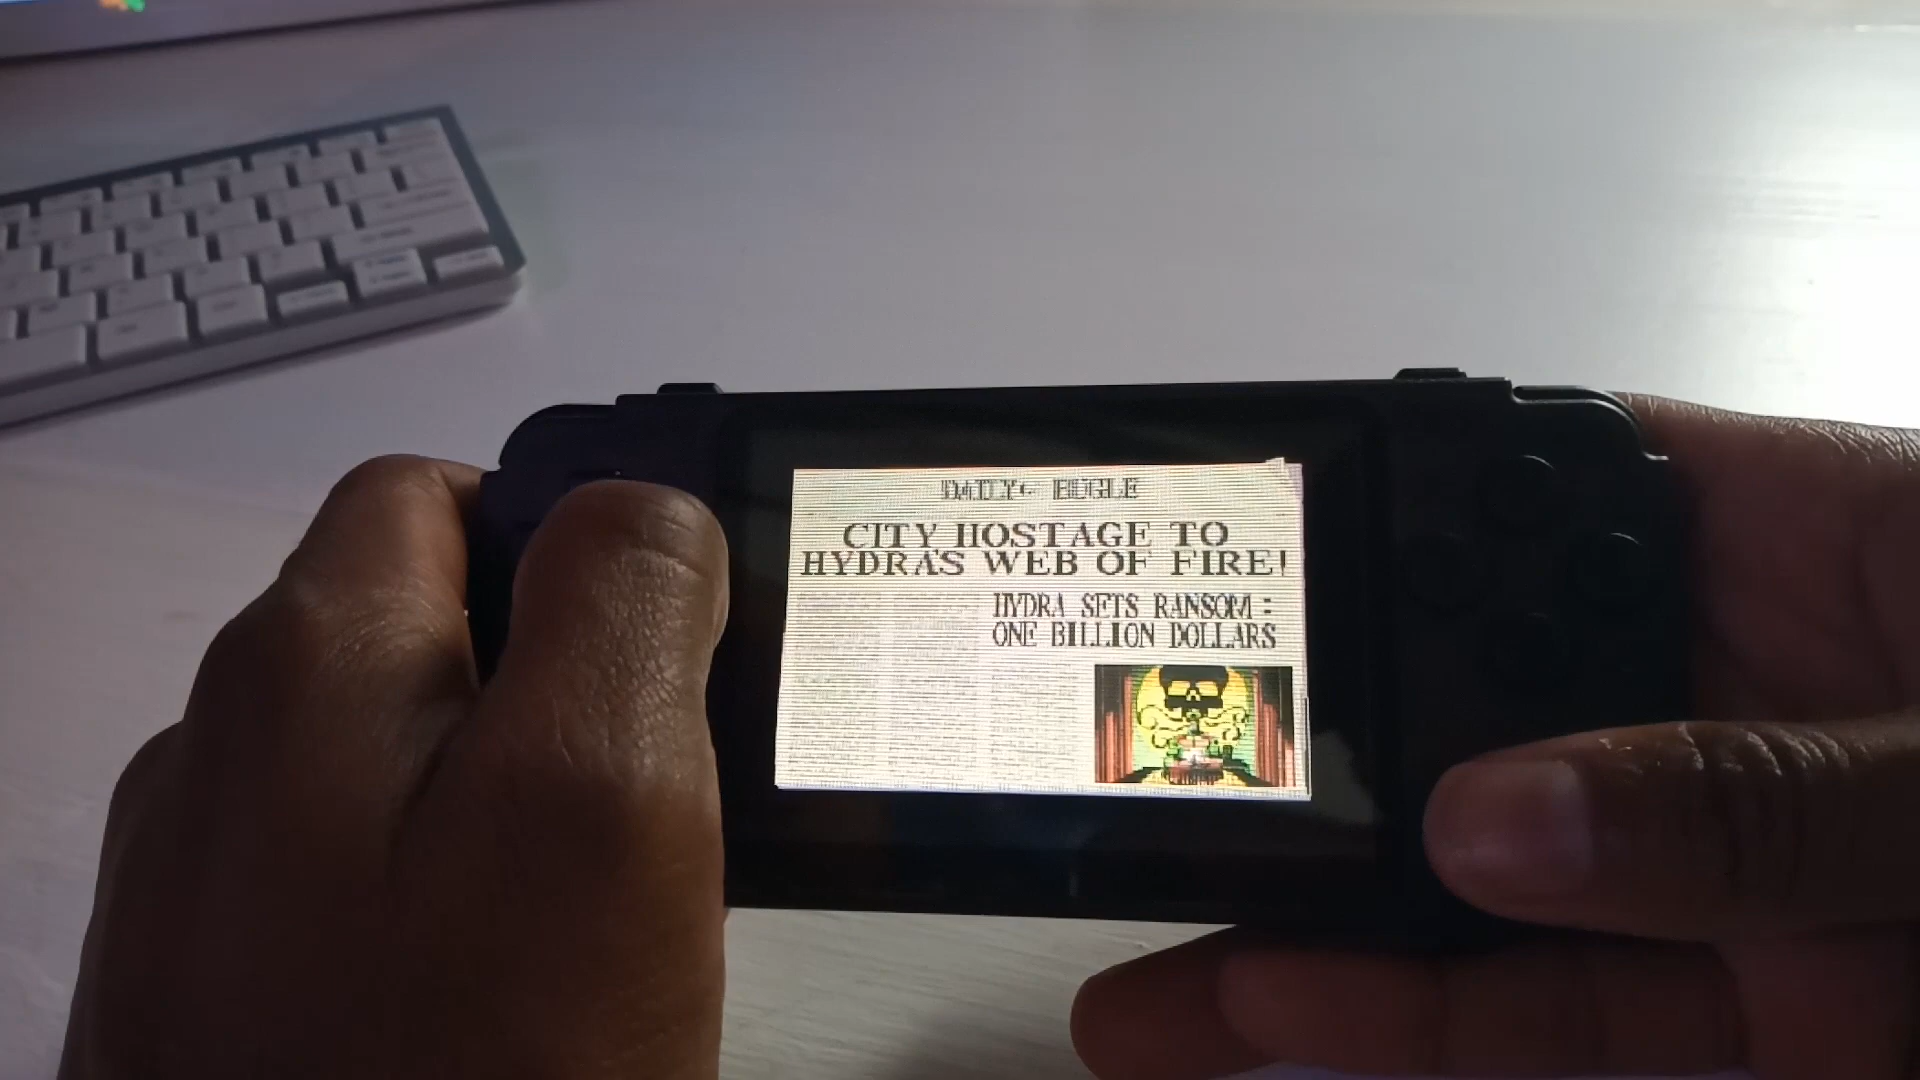 DAILY BUGLE
CITY HOSTAGE TO
HYDRA'S WEB OF FIRE!
HYDRA SETS RANSOM :
ONE BILLION DOLLARS